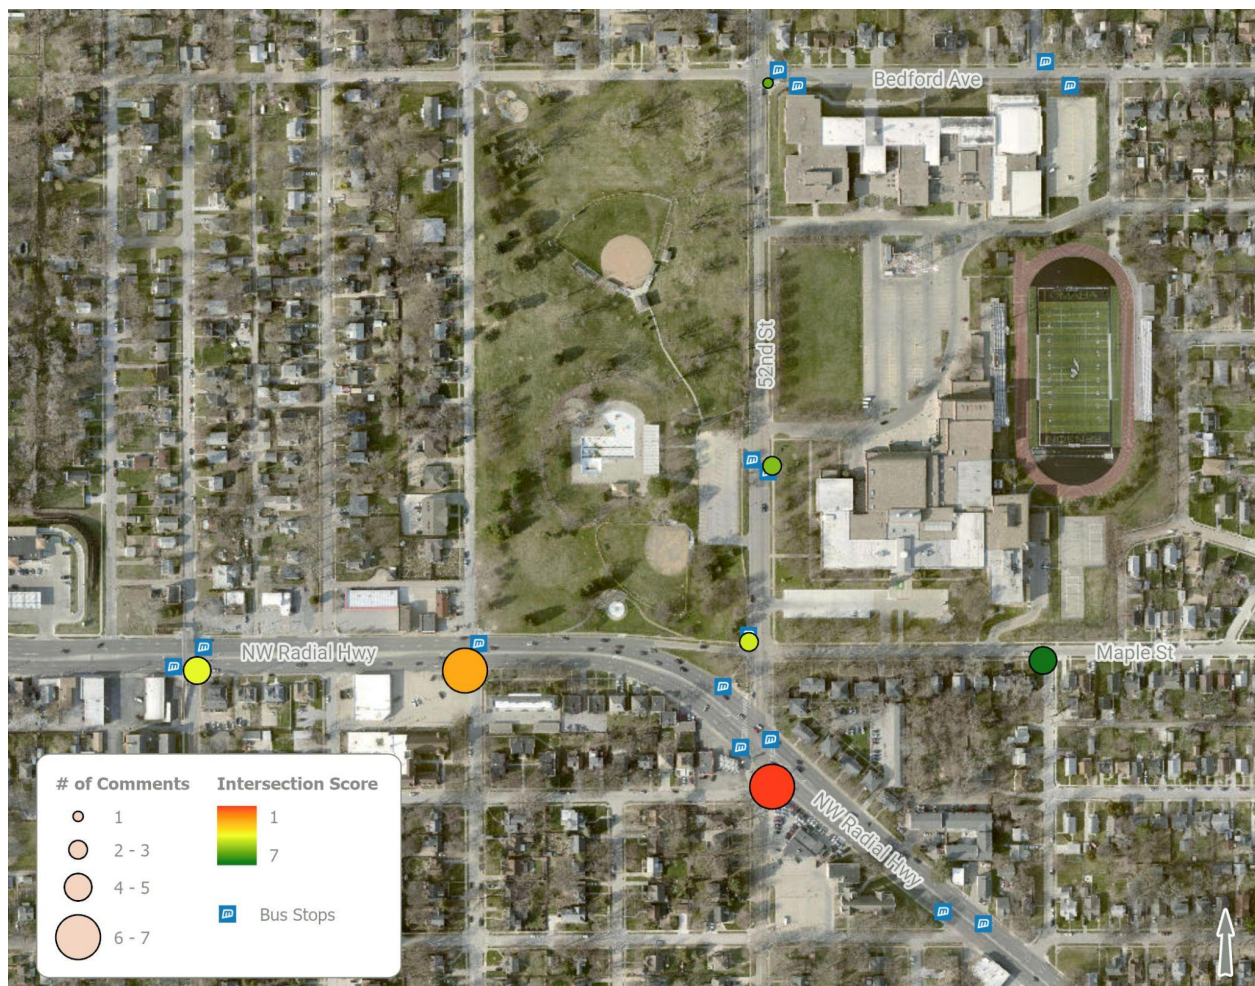 Bedford Ave
52nd St
NW Radial Hwy
Maple St
NW Radial Hwy
# of Comments
1
2 - 3
4 - 5
6 - 7
Intersection Score
1
7
Bus Stops
OMAHA